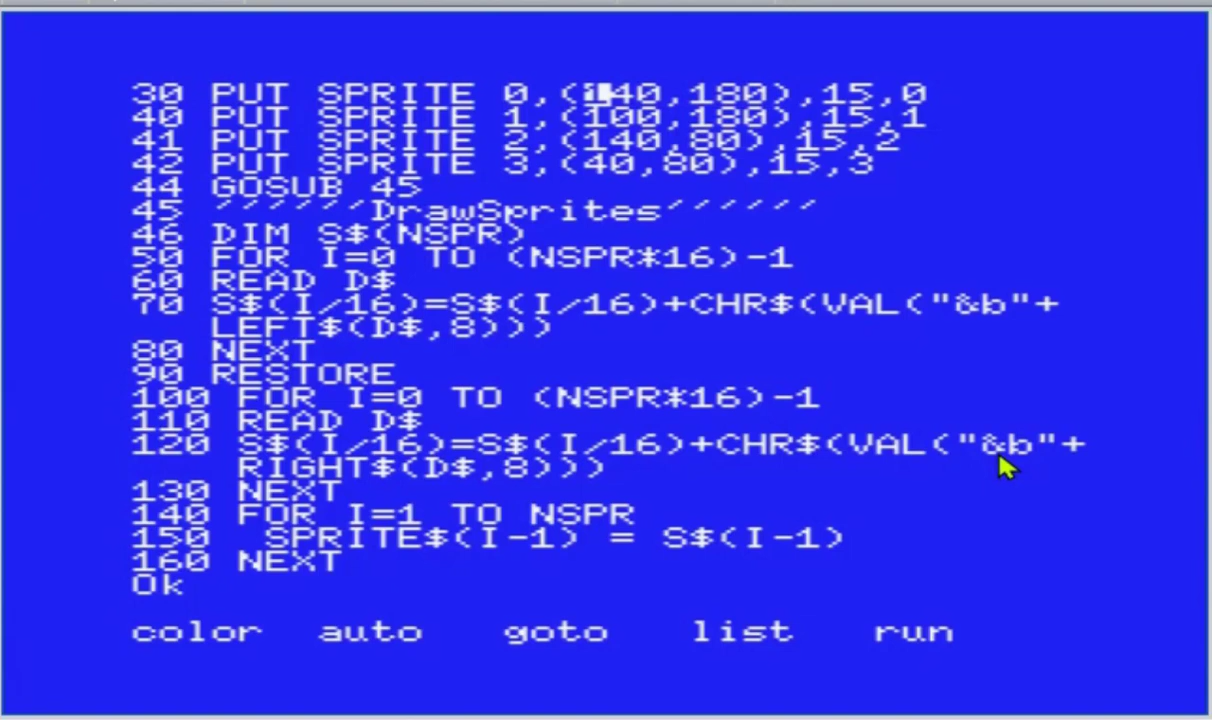 30 PUT SPRITE 0,(140,180),15,0
40 PUT SPRITE 1,(100,180),15,1
41 PUT SPRITE 2,(140,80),15,2
42 PUT SPRITE 3,(40,80),15,3
44 GOSUB 45
45 ''''''DrawSprites''''''
46 DIM S$(NSPR)
50 FOR I=0 TO (NSPR*16)-1
60 READ D$
70 S$(I/16)=S$(I/16)+CHR$(VAL("&b"+
LEFT$(D$,8)))
80 NEXT
90 RESTORE
100 FOR I=0 TO (NSPR*16)-1
110 READ D$
120 S$(I/16)=S$(I/16)+CHR$(VAL("&b"+
RIGHT$(D$,8)))
130 NEXT
140 FOR I=1 TO NSPR
150  SPRITE$(I-1) = S$(I-1)
160 NEXT
Ok
color auto goto list run